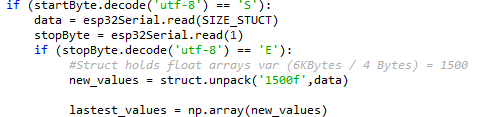 if (startByte.decode('utf-8') == 'S'):
data = esp32Serial.read(SIZE_STUCT)
stopByte = esp32Serial.read(1)
if (stopByte.decode('utf-8') == 'E'):
#Struct holds float arrays var (6KBytes / 4 Bytes) = 1500
new_values = struct.unpack('1500f',data)
lastest_values = np.array(new_values)